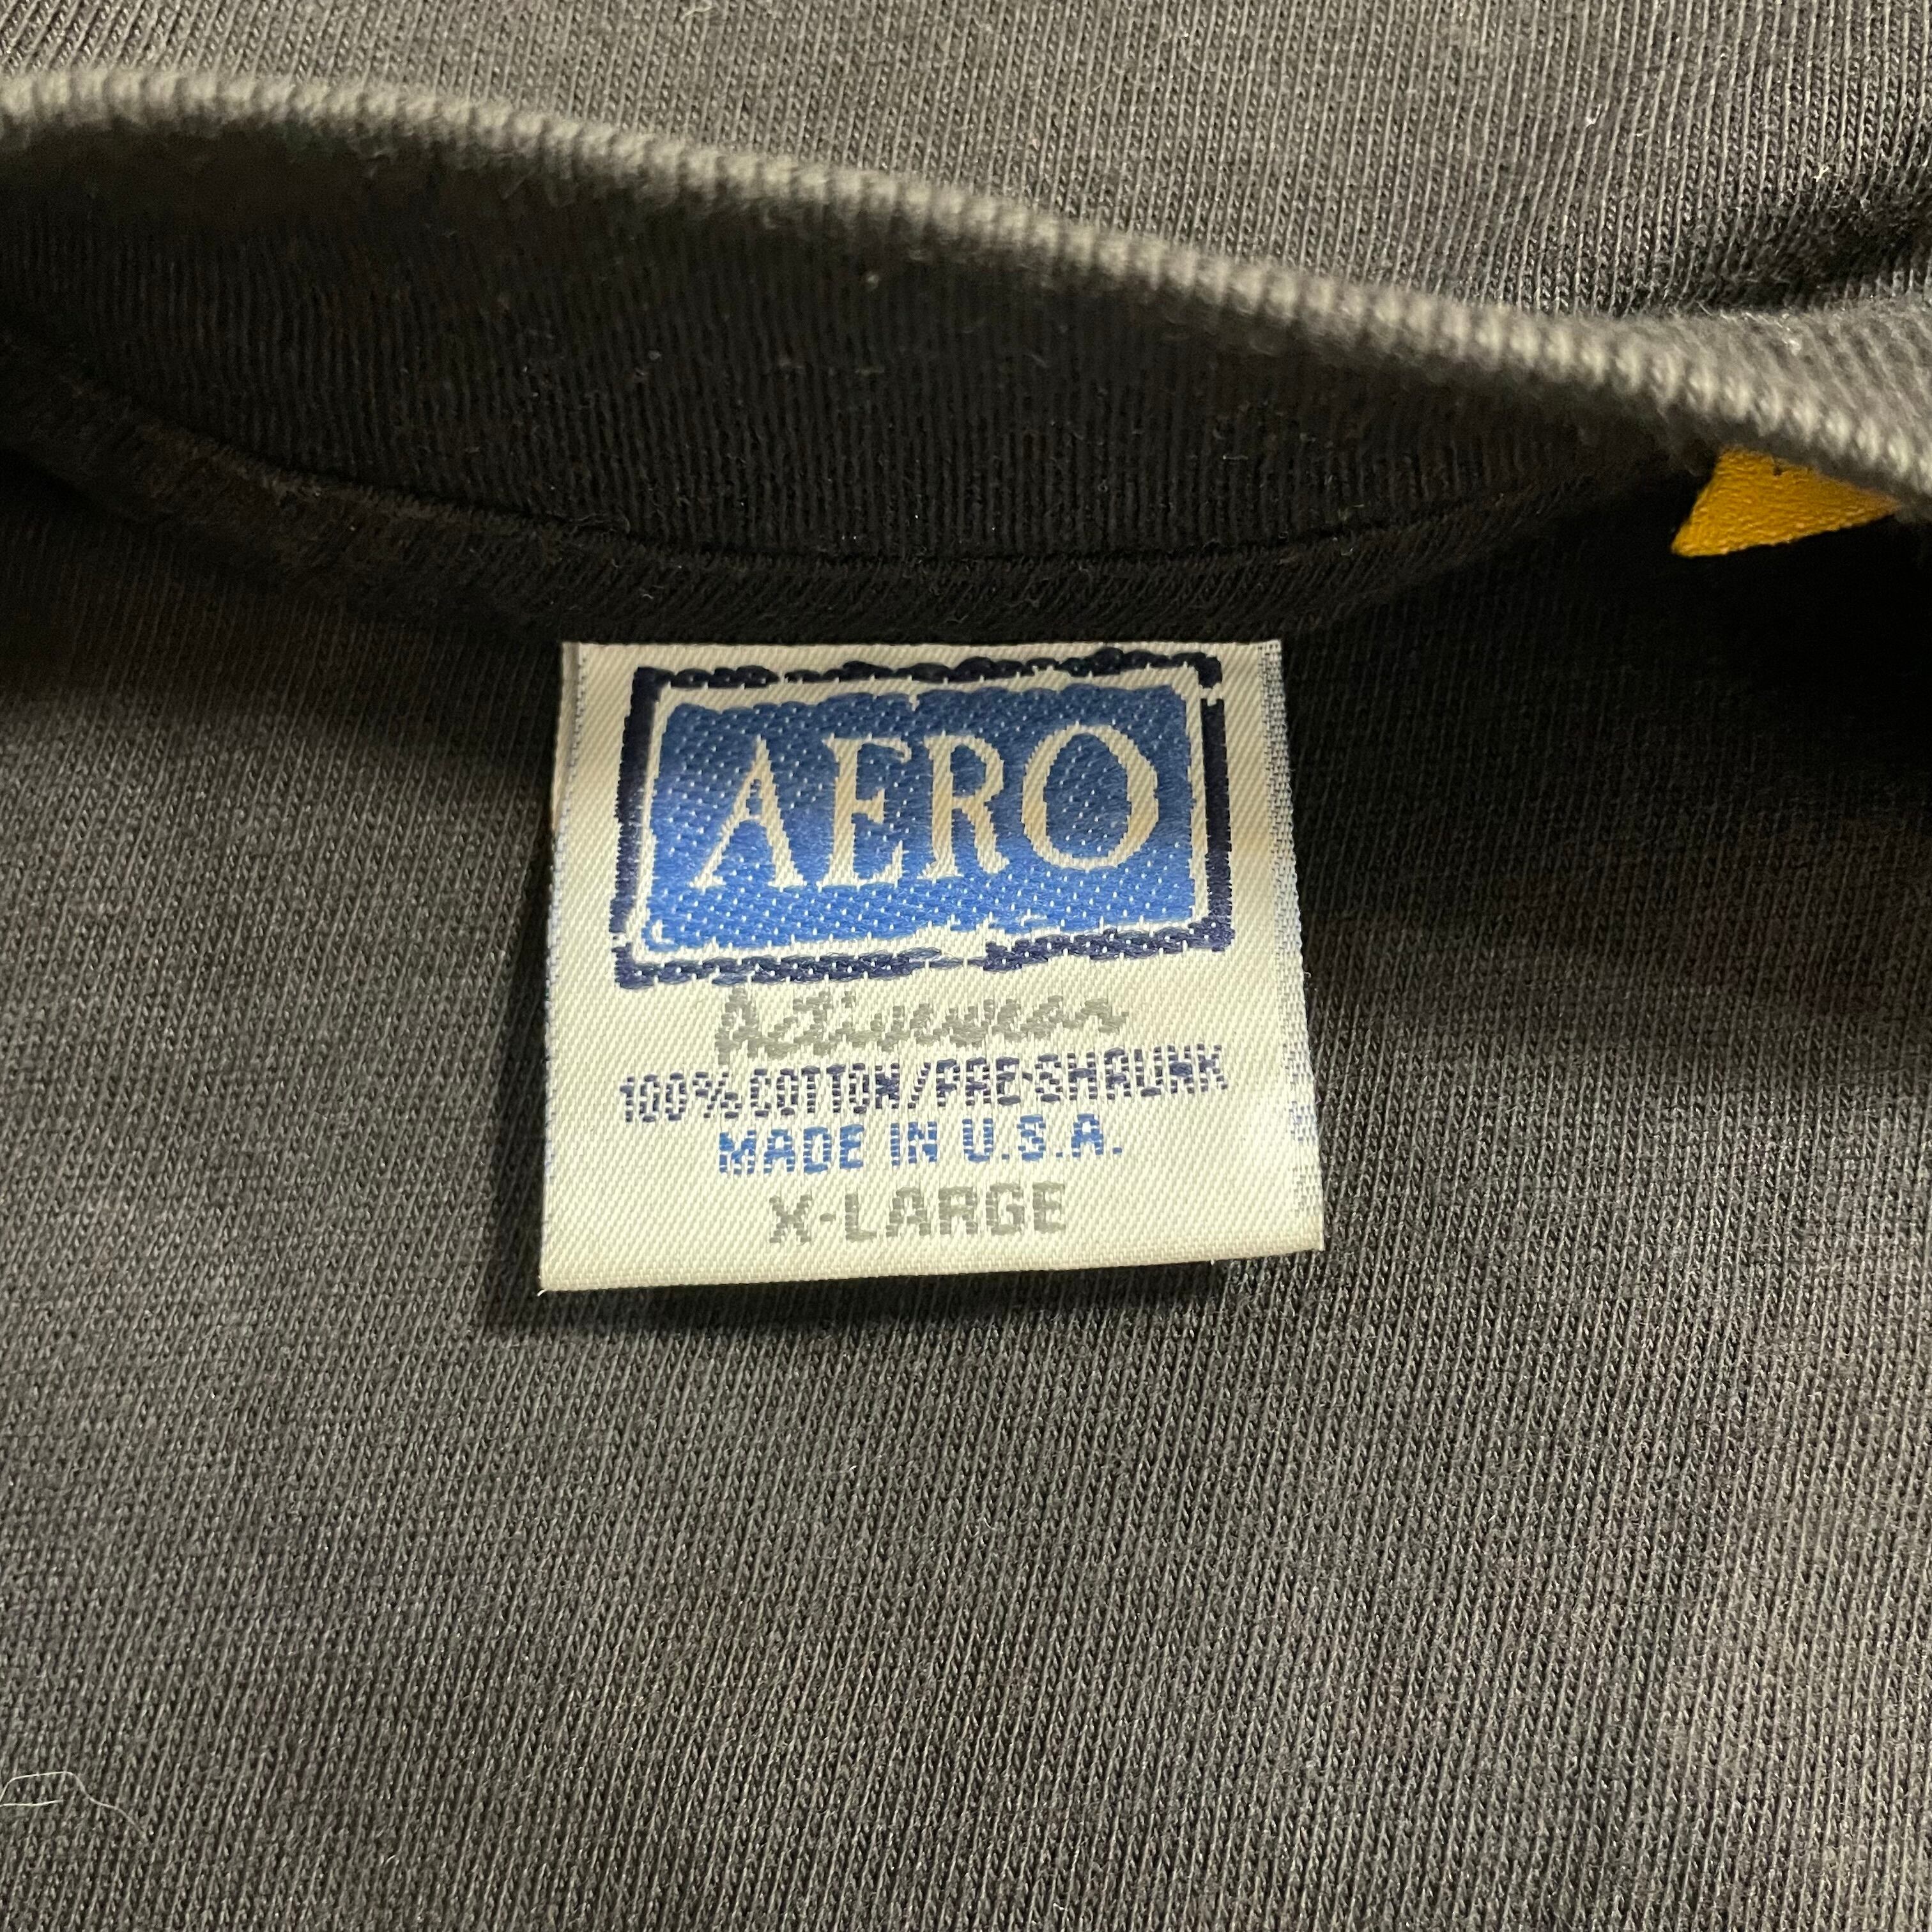 AERO
Activewear
100% COTTON/PRE-SHRUNK
MADE IN U.S.A.
X-LARGE